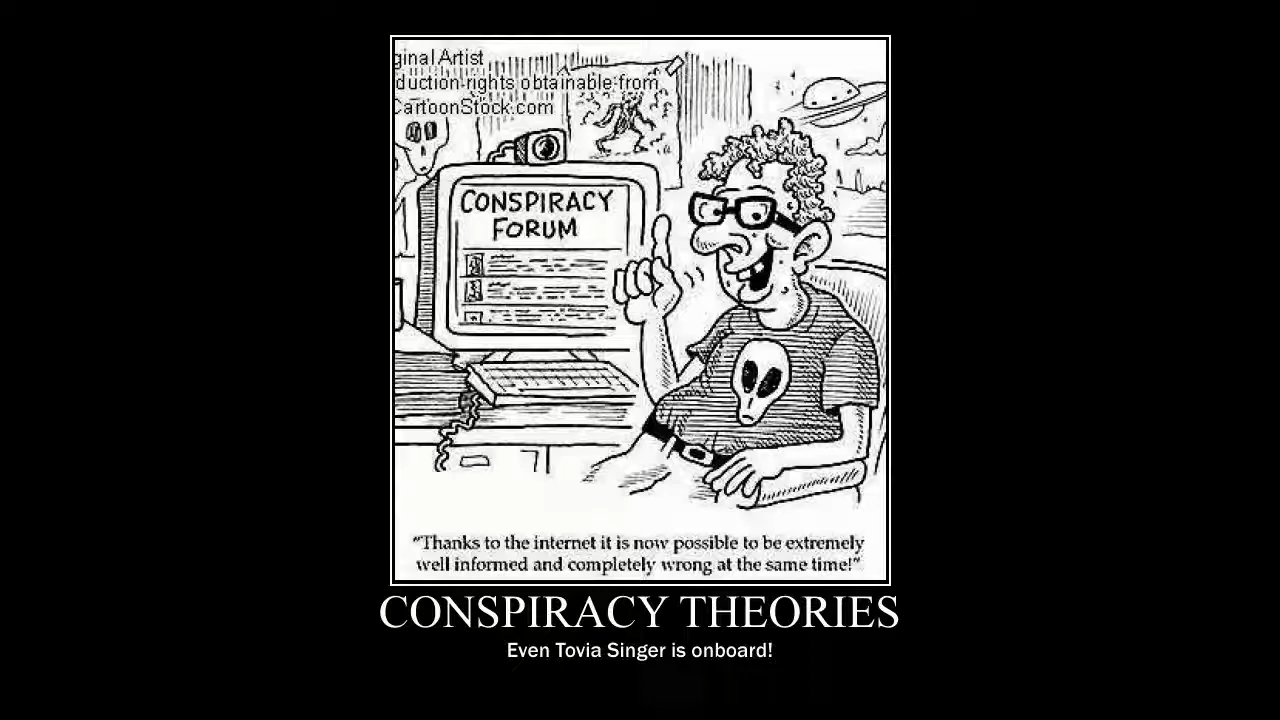 ginal Artist
duction rights obtainable from
CartoonStock.com
CONSPIRACY
FORUM
"Thanks to the internet it is now possible to be extremely
well informed and completely wrong at the same time!"
CONSPIRACY THEORIES
Even Tovia Singer is onboard!